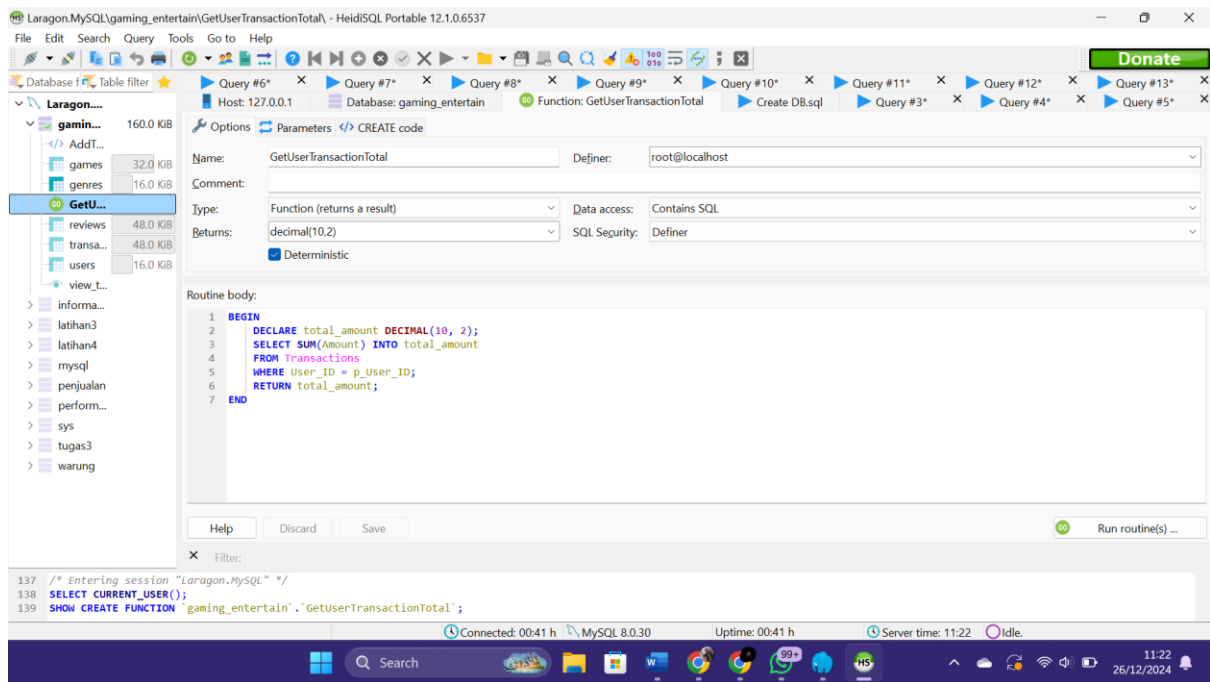 Laragon.MySQL\gaming_entertain\GetUserTransactionTotal\ - HeidiSQL Portable 12.1.0.6537
File Edit Search Query Tools Go to Help
Donate
Database f Table filter
Query #6* Query #7* Query #8* Query #9* Query #10* Query #11* Query #12* Query #13*
Host: 127.0.0.1 Database: gaming_entertain Function: GetUserTransactionTotal Create DB.sql Query #3* Query #4* Query #5*
Laragon....
gamin... 160.0 KiB
AddT...
games 32.0 KiB
genres 16.0 KiB
GetU...
reviews 48.0 KiB
transa... 48.0 KiB
users 16.0 KiB
view_t...
informa...
latihan3
latihan4
mysql
penjualan
perform...
sys
tugas3
warung
Options Parameters CREATE code
Name: GetUserTransactionTotal Definer: root@localhost
Comment:
Type: Function (returns a result) Data access: Contains SQL
Returns: decimal(10,2) SQL Security: Definer
Deterministic
Routine body:
1 BEGIN
2 DECLARE total_amount DECIMAL(10, 2);
3 SELECT SUM(Amount) INTO total_amount
4 FROM Transactions
5 WHERE User_ID = p_User_ID;
6 RETURN total_amount;
7 END
Help Discard Save Run routine(s) ...
Filter:
137 /* Entering session "Laragon.MySQL" */
138 SELECT CURRENT_USER();
139 SHOW CREATE FUNCTION `gaming_entertain`.`GetUserTransactionTotal`;
Connected: 00:41 h MySQL 8.0.30 Uptime: 00:41 h Server time: 11:22 Idle.
Search 99+ 11:22
26/12/2024